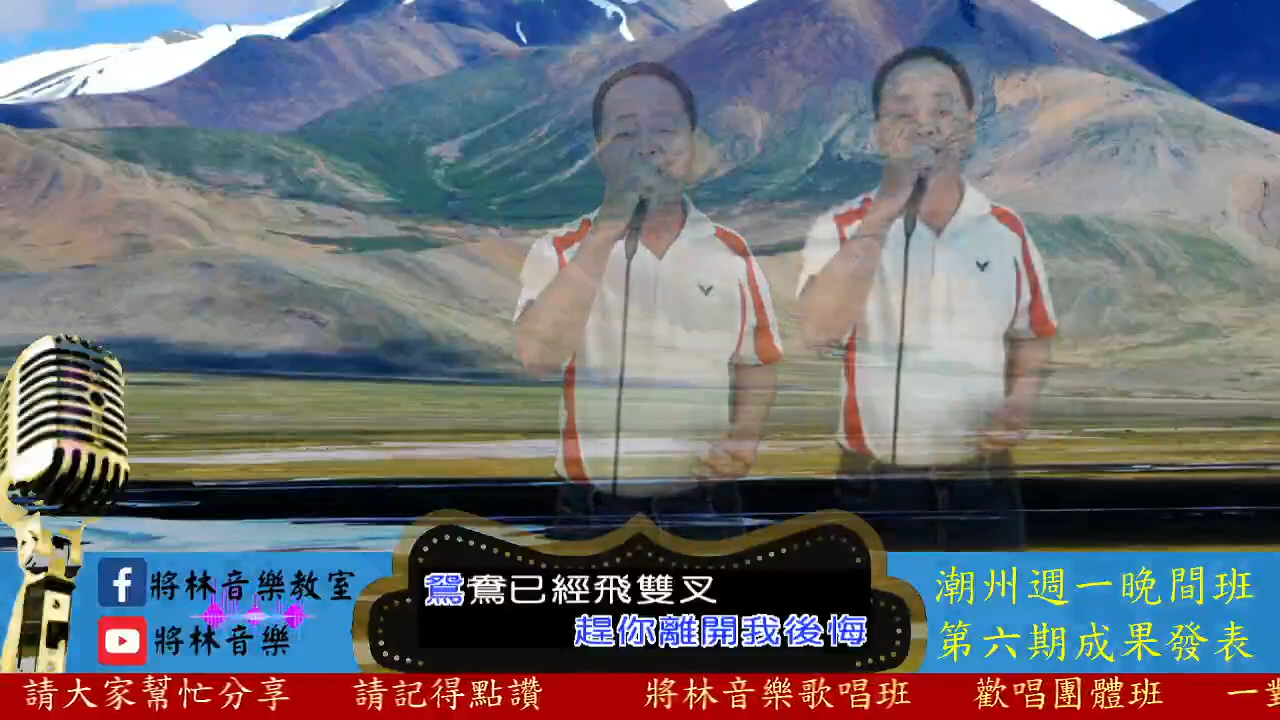 鴛鴦已經飛雙叉
趕你離開我後悔
將林音樂教室
將林音樂
潮州週一晚間班
第六期成果發表
請大家幫忙分享 請記得點讚 將林音樂歌唱班 歡唱團體班 一對